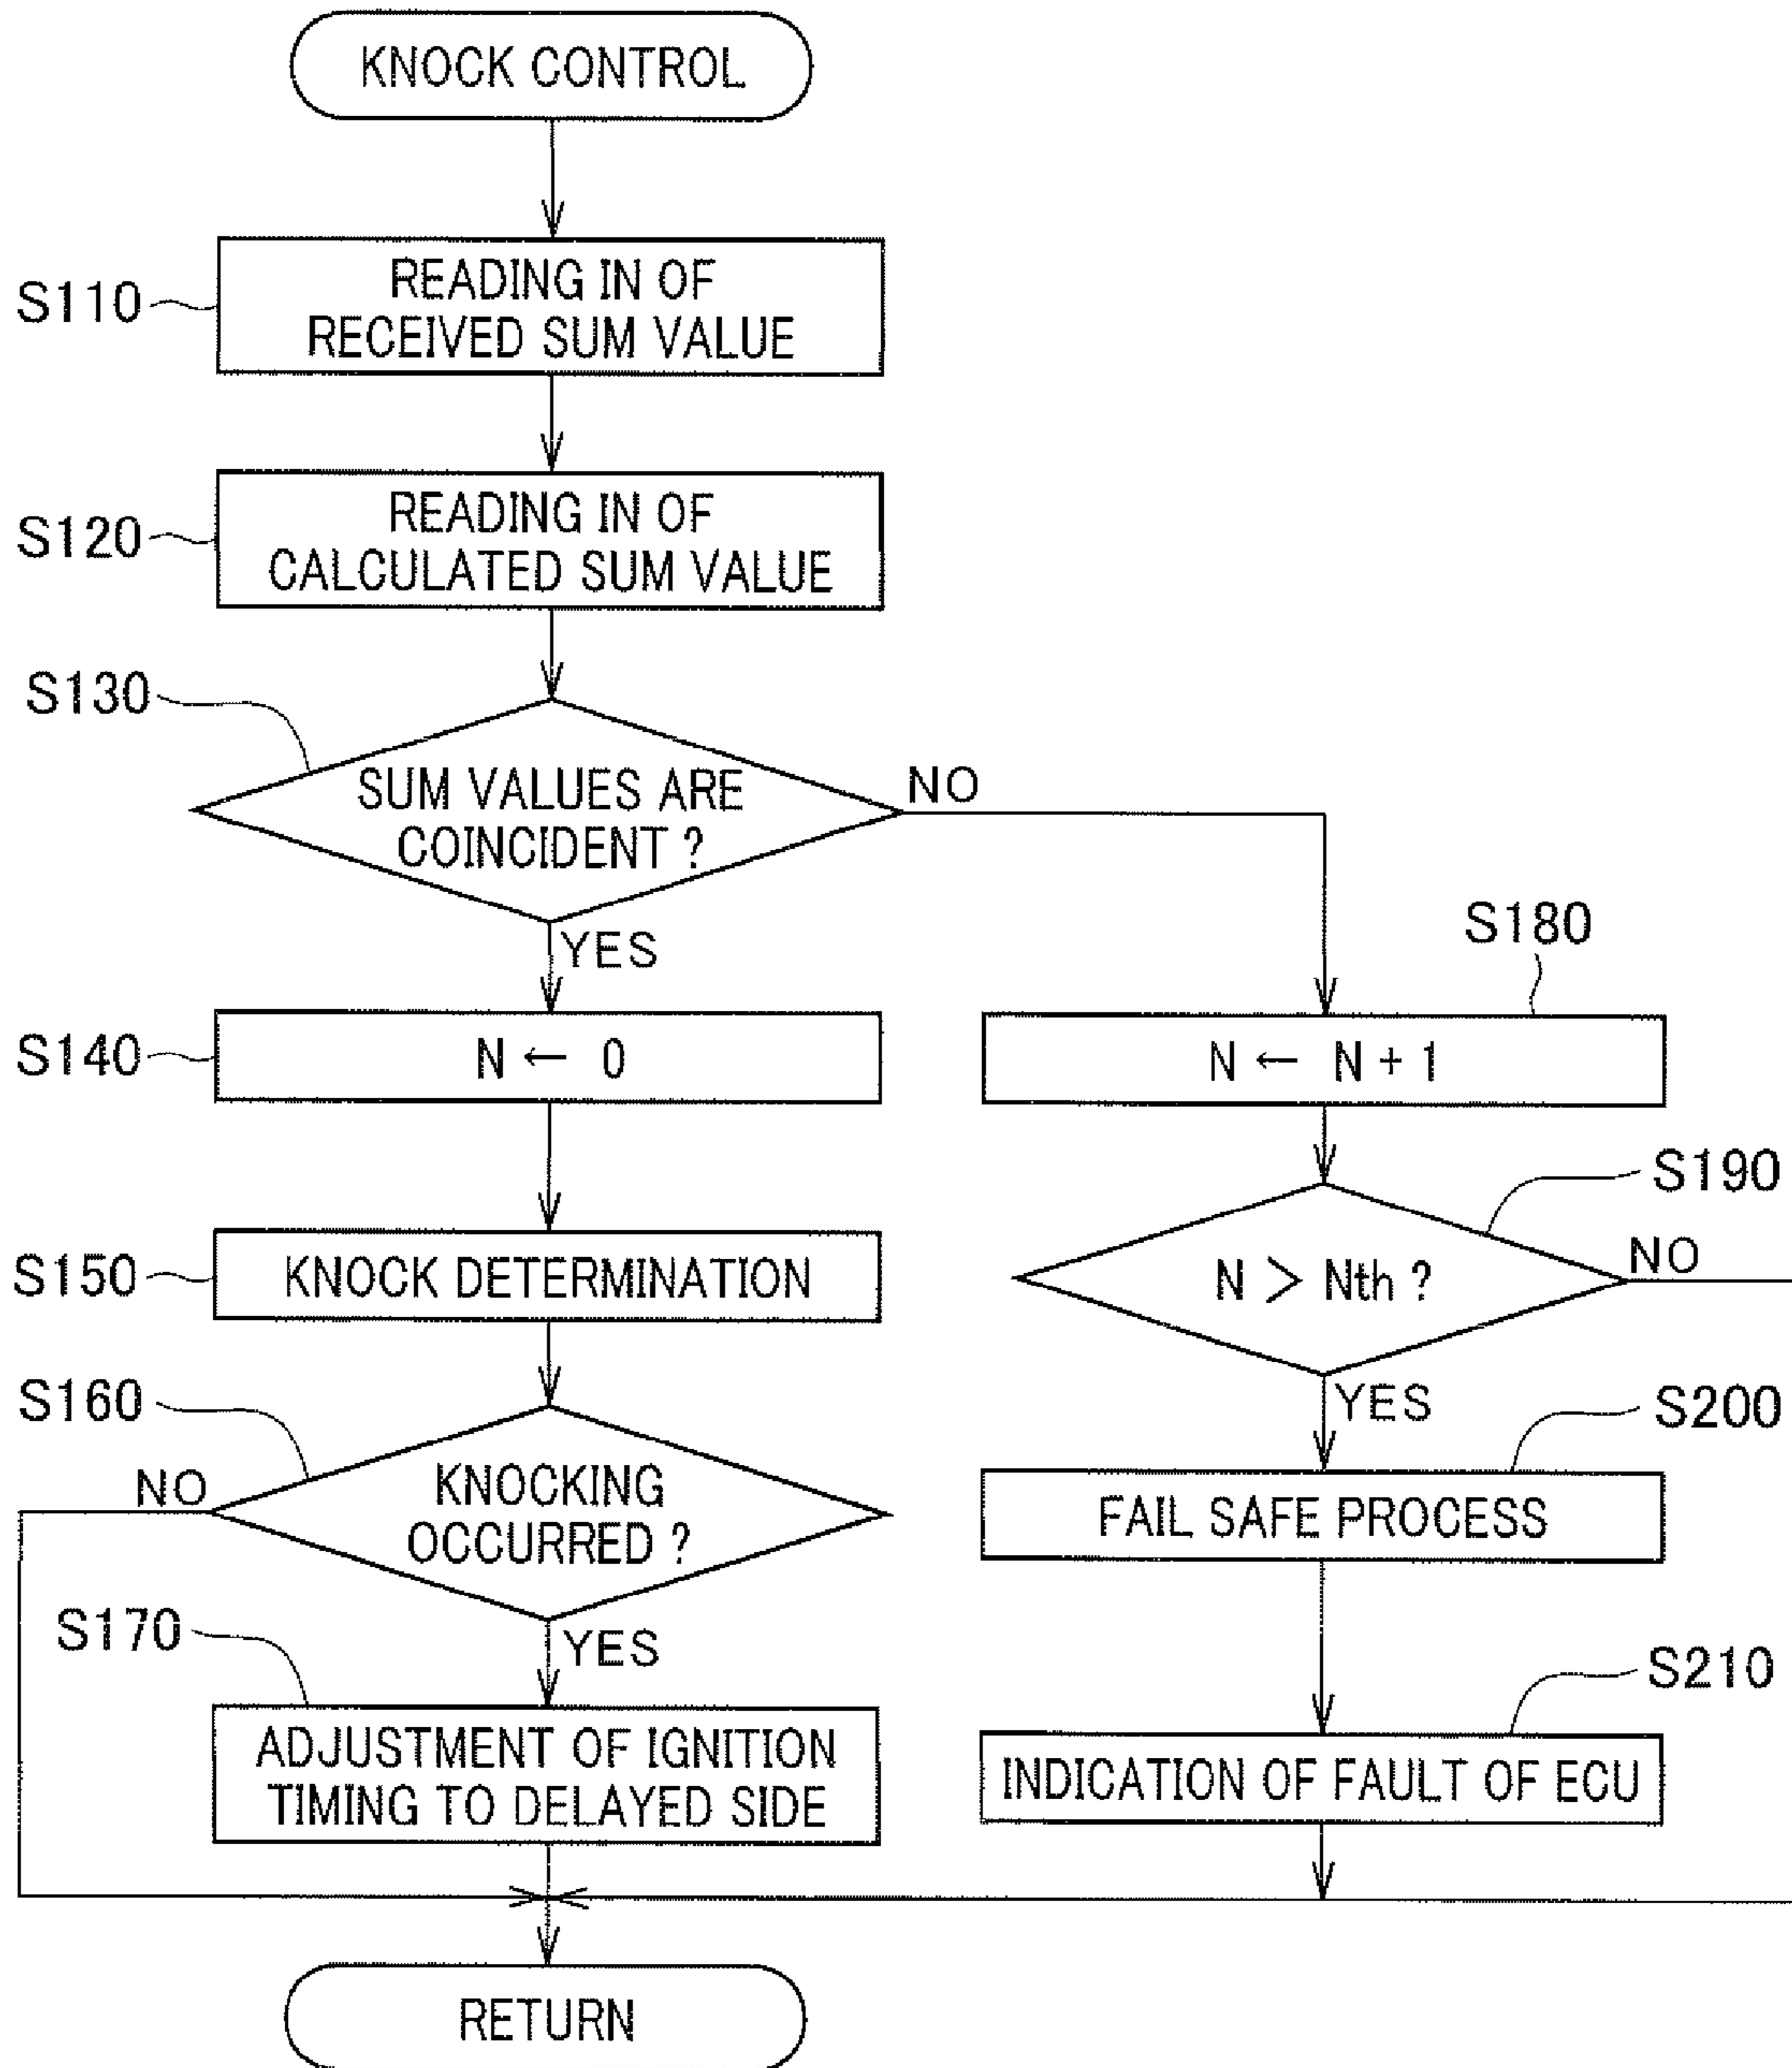 KNOCK CONTROL
S110
READING IN OF
RECEIVED SUM VALUE
S120
READING IN OF
CALCULATED SUM VALUE
S130
SUM VALUES ARE
COINCIDENT ?
NO
YES
S140
N ← 0
S180
N ← N + 1
S150
KNOCK DETERMINATION
S190
N > Nth ?
NO
YES
S160
KNOCKING
OCCURRED ?
NO
YES
S200
FAIL SAFE PROCESS
S170
ADJUSTMENT OF IGNITION
TIMING TO DELAYED SIDE
S210
INDICATION OF FAULT OF ECU
RETURN